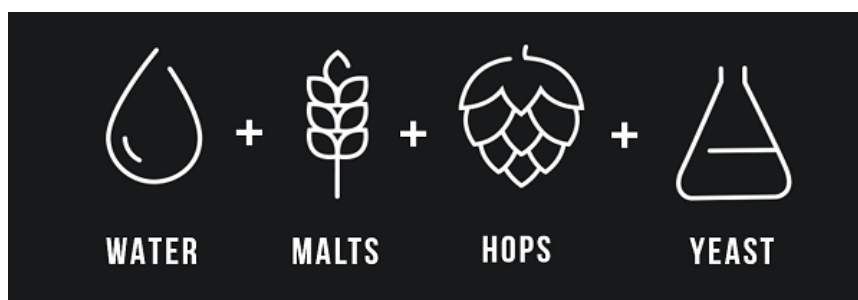 WATER + MALTS + HOPS + YEAST